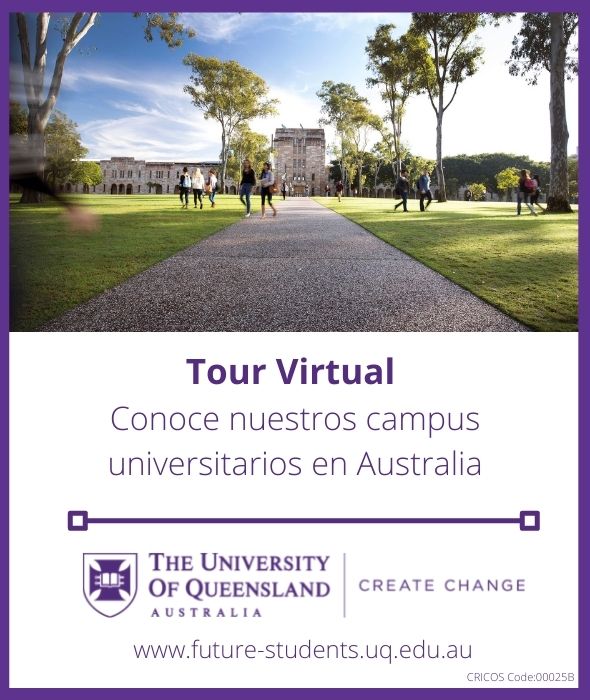 Tour Virtual
Conoce nuestros campus
universitarios en Australia
THE UNIVERSITY
OF QUEENSLAND
AUSTRALIA
CREATE CHANGE
www.future-students.uq.edu.au
CRICOS Code:00025B